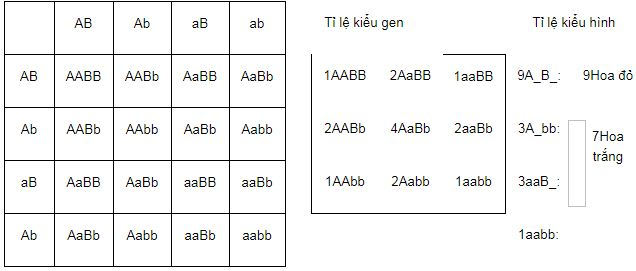 AB Ab aB ab Tỉ lệ kiểu gen Tỉ lệ kiểu hình
AB AABB AABb AaBB AaBb 1AABB 2AaBB 1aaBB 9A_B_: 9Hoa đỏ
Ab AABb AAbb AaBb Aabb 2AABb 4AaBb 2aaBb 3A_bb: 7Hoa
trắng
aB AaBB AaBb aaBB aaBb 1AAbb 2Aabb 1aabb 3aaB_:
Ab AaBb Aabb aaBb aabb 1aabb: